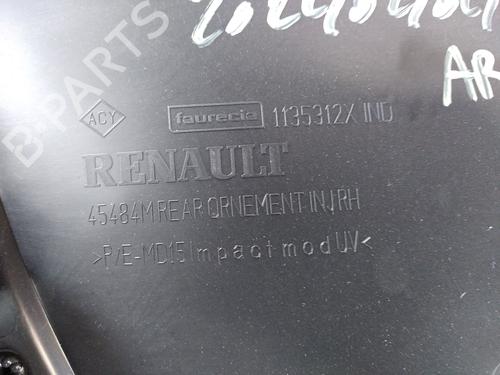 B-PARTS
AR
ACY faurecia 1135312X IND
RENAULT
45484M REAR ORNEMENT INJ RH
>P/E-MD15 Impact mod UV<